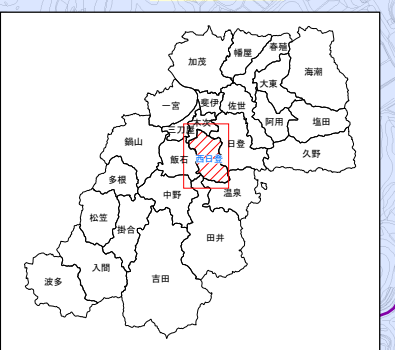 春殖
幡屋
加茂
海潮
大東
斐伊
佐世
一宮
阿用
塩田
木次
三刀屋
鍋山
日登
久野
飯石
西日登
多根
中野
温泉
松笠
掛合
田井
入間
吉田
波多